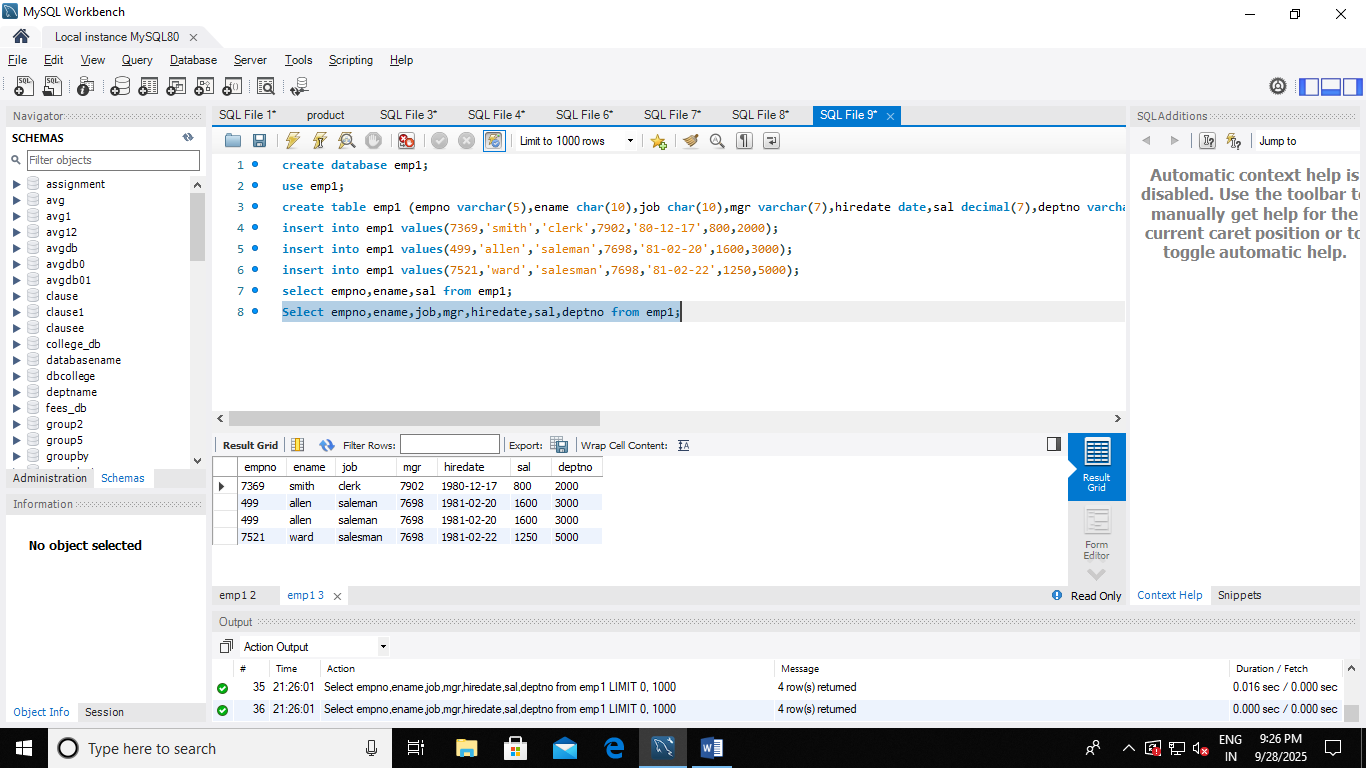 MySQL Workbench
Local instance MySQL80
File Edit View Query Database Server Tools Scripting Help
Navigator
SCHEMAS
Filter objects
assignment
avg
avg1
avg12
avgdb
avgdb0
avgdb01
clause
clause1
clausee
college_db
databasename
dbcollege
deptname
fees_db
group2
group5
groupby
Administration Schemas
Information
No object selected
Object Info Session
SQL File 1* product SQL File 3* SQL File 4* SQL File 6* SQL File 7* SQL File 8* SQL File 9*
Limit to 1000 rows
1 create database emp1;
2 use emp1;
3 create table emp1 (empno varchar(5),ename char(10),job char(10),mgr varchar(7),hiredate date,sal decimal(7),deptno varcha
4 insert into emp1 values(7369,'smith','clerk',7902,'80-12-17',800,2000);
5 insert into emp1 values(499,'allen','saleman',7698,'81-02-20',1600,3000);
6 insert into emp1 values(7521,'ward','salesman',7698,'81-02-22',1250,5000);
7 select empno,ename,sal from emp1;
8 Select empno,ename,job,mgr,hiredate,sal,deptno from emp1;
Result Grid Filter Rows: Export: Wrap Cell Content:
empno ename job mgr hiredate sal deptno
7369 smith clerk 7902 1980-12-17 800 2000
499 allen saleman 7698 1981-02-20 1600 3000
499 allen saleman 7698 1981-02-20 1600 3000
7521 ward salesman 7698 1981-02-22 1250 5000
Result
Grid
Form
Editor
emp1 2 emp1 3
Read Only
SQLAdditions
Jump to
Automatic context help is
disabled. Use the toolbar to
manually get help for the
current caret position or to
toggle automatic help.
Context Help Snippets
Output
Action Output
# Time Action Message Duration / Fetch
35 21:26:01 Select empno,ename,job,mgr,hiredate,sal,deptno from emp1 LIMIT 0, 1000 4 row(s) returned 0.016 sec / 0.000 sec
36 21:26:01 Select empno,ename,job,mgr,hiredate,sal,deptno from emp1 LIMIT 0, 1000 4 row(s) returned 0.000 sec / 0.000 sec
Type here to search
ENG
IN
9:26 PM
9/28/2025